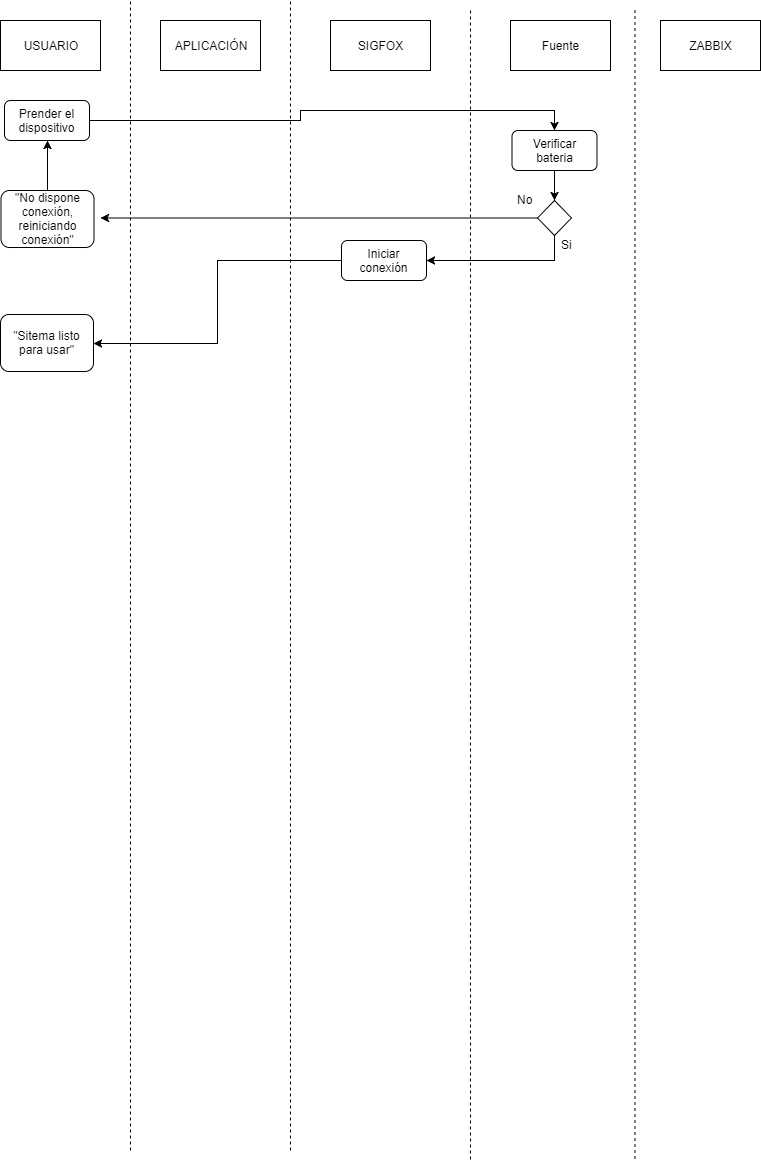 USUARIO
APLICACIÓN
SIGFOX
Fuente
ZABBIX
Prender el
dispositivo
Verificar
bateria
"No dispone
conexión,
reiniciando
conexión"
No
Si
Iniciar
conexión
"Sitema listo
para usar"